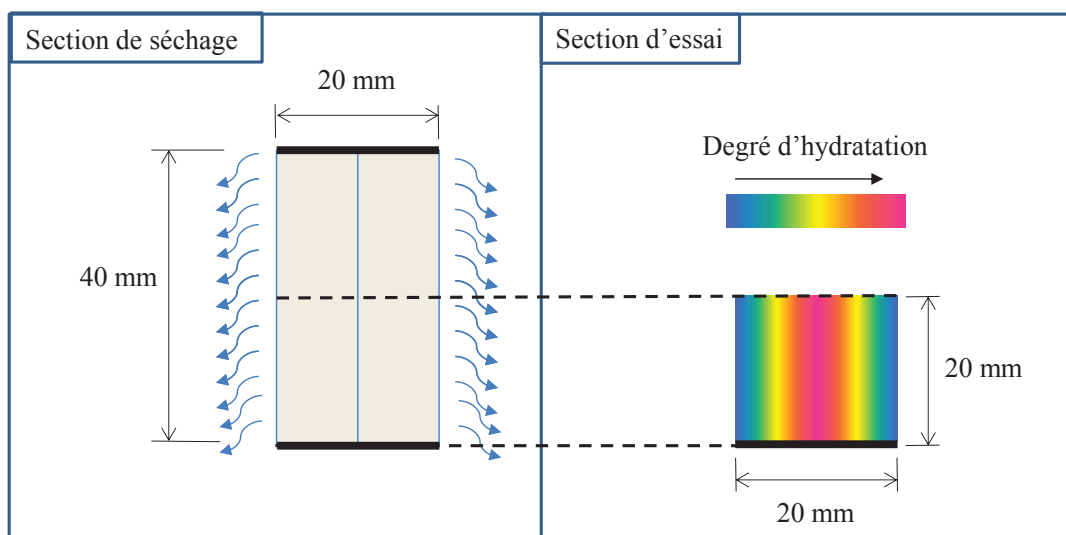 Section de séchage
20 mm
40 mm
Section d'essai
Degré d'hydratation
20 mm
20 mm